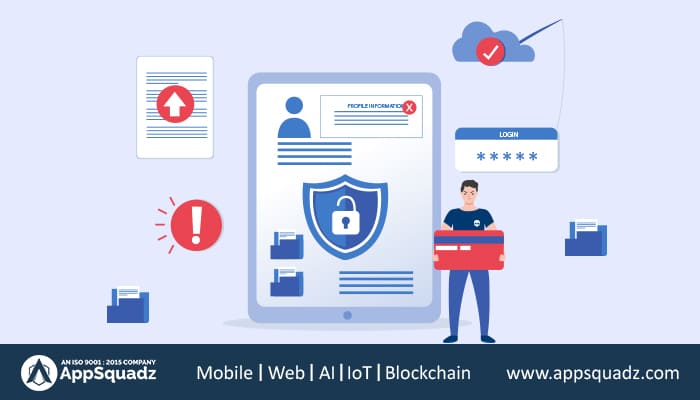 PROFILE INFORMATION
X
LOGIN
*****
AN ISO 9001 : 2015 COMPANY
AppSquadz
Mobile | Web | AI | IoT | Blockchain
www.appsquadz.com